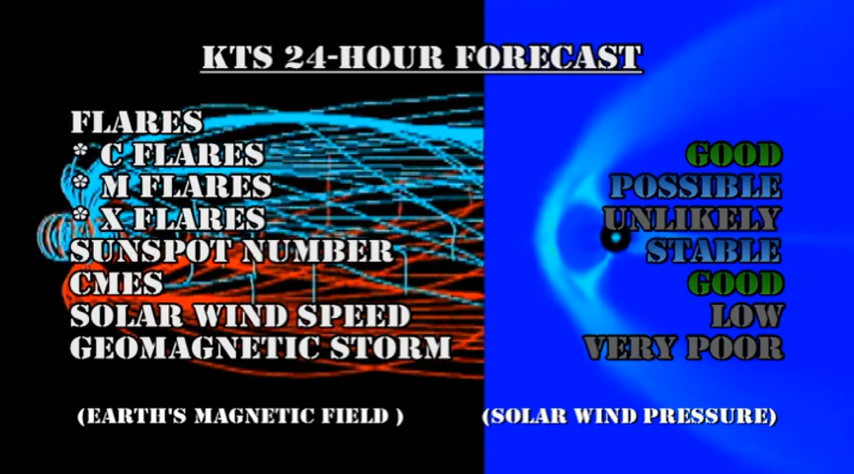 KTS 24-HOUR FORECAST
FLARES
* C FLARES GOOD
* M FLARES POSSIBLE
* X FLARES UNLIKELY
SUNSPOT NUMBER STABLE
CMES GOOD
SOLAR WIND SPEED LOW
GEOMAGNETIC STORM VERY POOR
(EARTH'S MAGNETIC FIELD ) (SOLAR WIND PRESSURE)